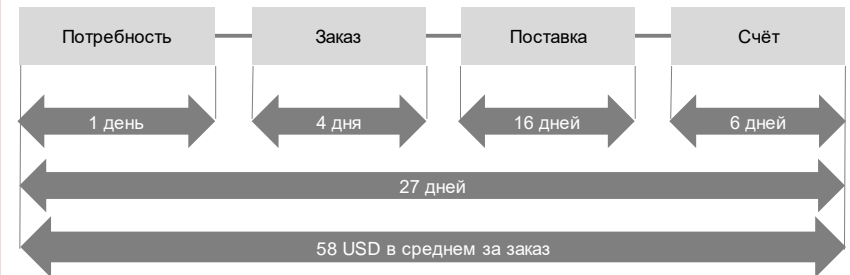 Потребность
Заказ
Поставка
Счёт
1 день
4 дня
16 дней
6 дней
27 дней
58 USD в среднем за заказ